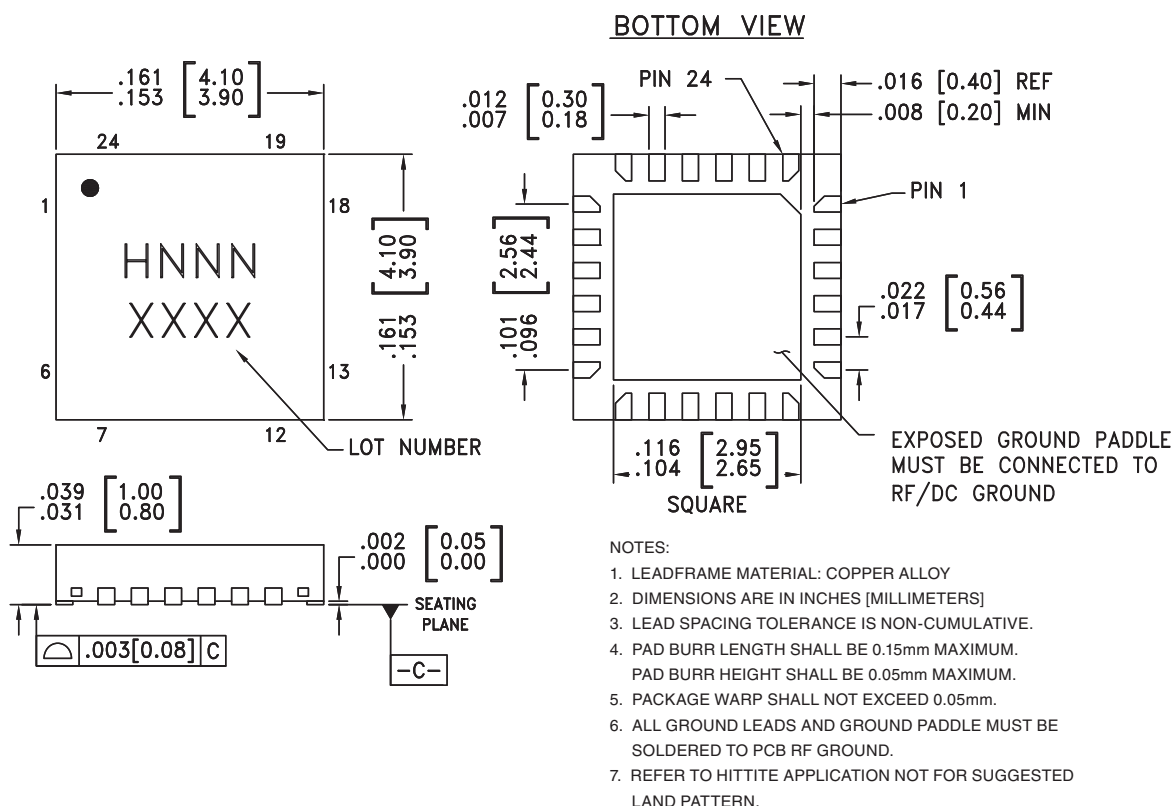 BOTTOM VIEW
.161 [4.10]
.153 [3.90]
24
19
1
18
HNNN
XXXX
6
13
7
12
LOT NUMBER
.161 [4.10]
.153 [3.90]
PIN 24
.012 [0.30]
.007 [0.18]
.016 [0.40] REF
.008 [0.20] MIN
PIN 1
.101 [2.56]
.096 [2.44]
.022 [0.56]
.017 [0.44]
.116 [2.95]
.104 [2.65]
SQUARE
EXPOSED GROUND PADDLE
MUST BE CONNECTED TO
RF/DC GROUND
.039 [1.00]
.031 [0.80]
.002 [0.05]
.000 [0.00]
SEATING
PLANE
.003[0.08] C
-C-
NOTES:
1. LEADFRAME MATERIAL: COPPER ALLOY
2. DIMENSIONS ARE IN INCHES [MILLIMETERS]
3. LEAD SPACING TOLERANCE IS NON-CUMULATIVE.
4. PAD BURR LENGTH SHALL BE 0.15mm MAXIMUM.
PAD BURR HEIGHT SHALL BE 0.05mm MAXIMUM.
5. PACKAGE WARP SHALL NOT EXCEED 0.05mm.
6. ALL GROUND LEADS AND GROUND PADDLE MUST BE
SOLDERED TO PCB RF GROUND.
7. REFER TO HITTITE APPLICATION NOT FOR SUGGESTED
LAND PATTERN.